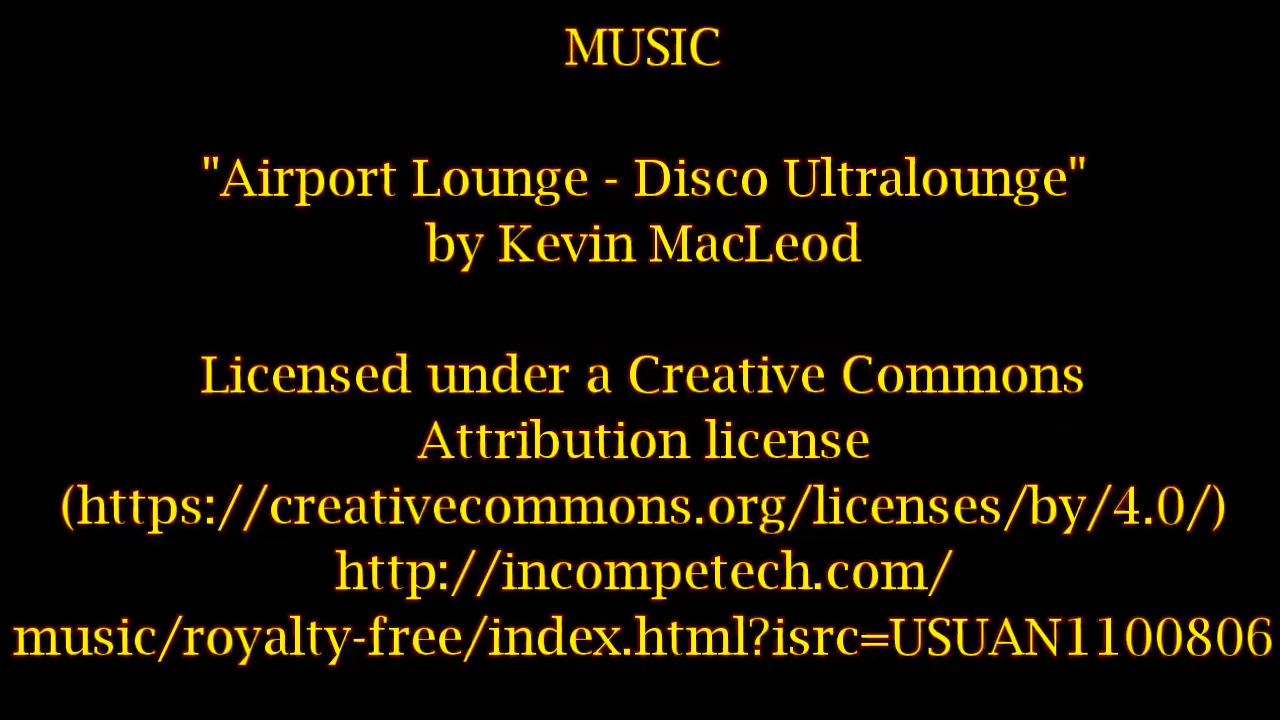 MUSIC
"Airport Lounge - Disco Ultralounge"
by Kevin MacLeod
Licensed under a Creative Commons
Attribution license
(https://creativecommons.org/licenses/by/4.0/)
http://incompetech.com/
music/royalty-free/index.html?isrc=USUAN1100806